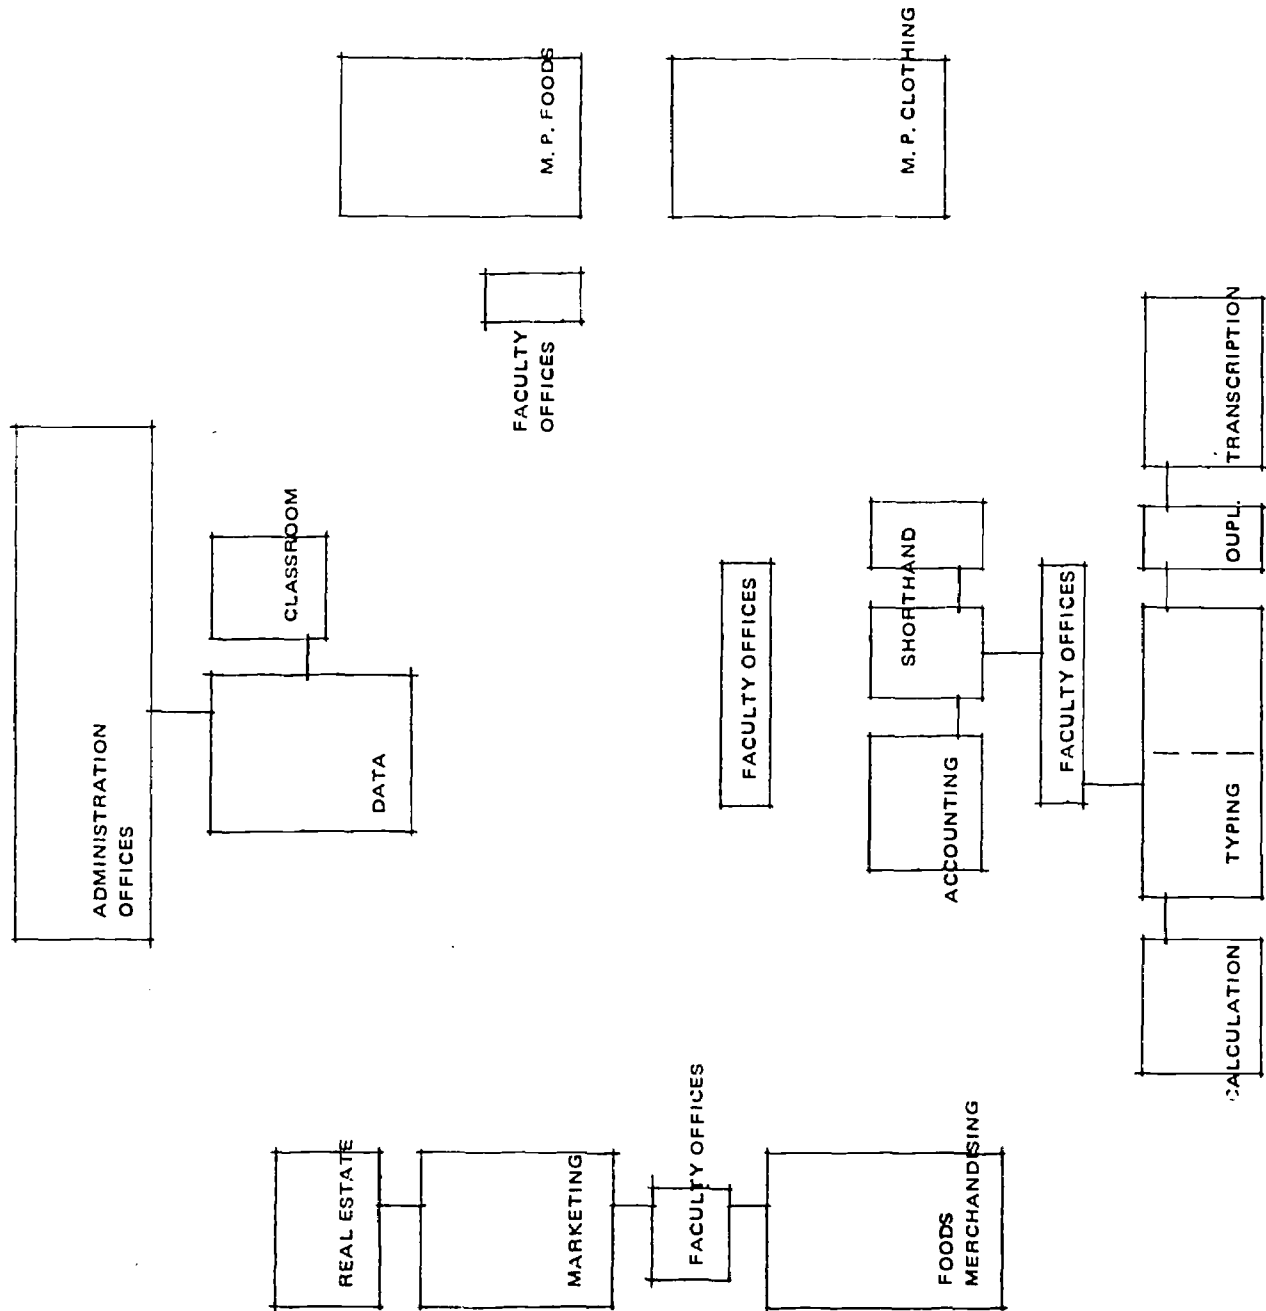 ADMINISTRATION
OFFICES
CLASSROOM
REAL ESTATE
DATA
FACULTY
OFFICES
M. P. FOODS
MARKETING
FACULTY OFFICES
FACULTY OFFICES
M. P. CLOTHING
SHORTHAND
ACCOUNTING
FOODS
MERCHANDISING
FACULTY OFFICES
CALCULATION
TYPING
OUPL.
TRANSCRIPTION